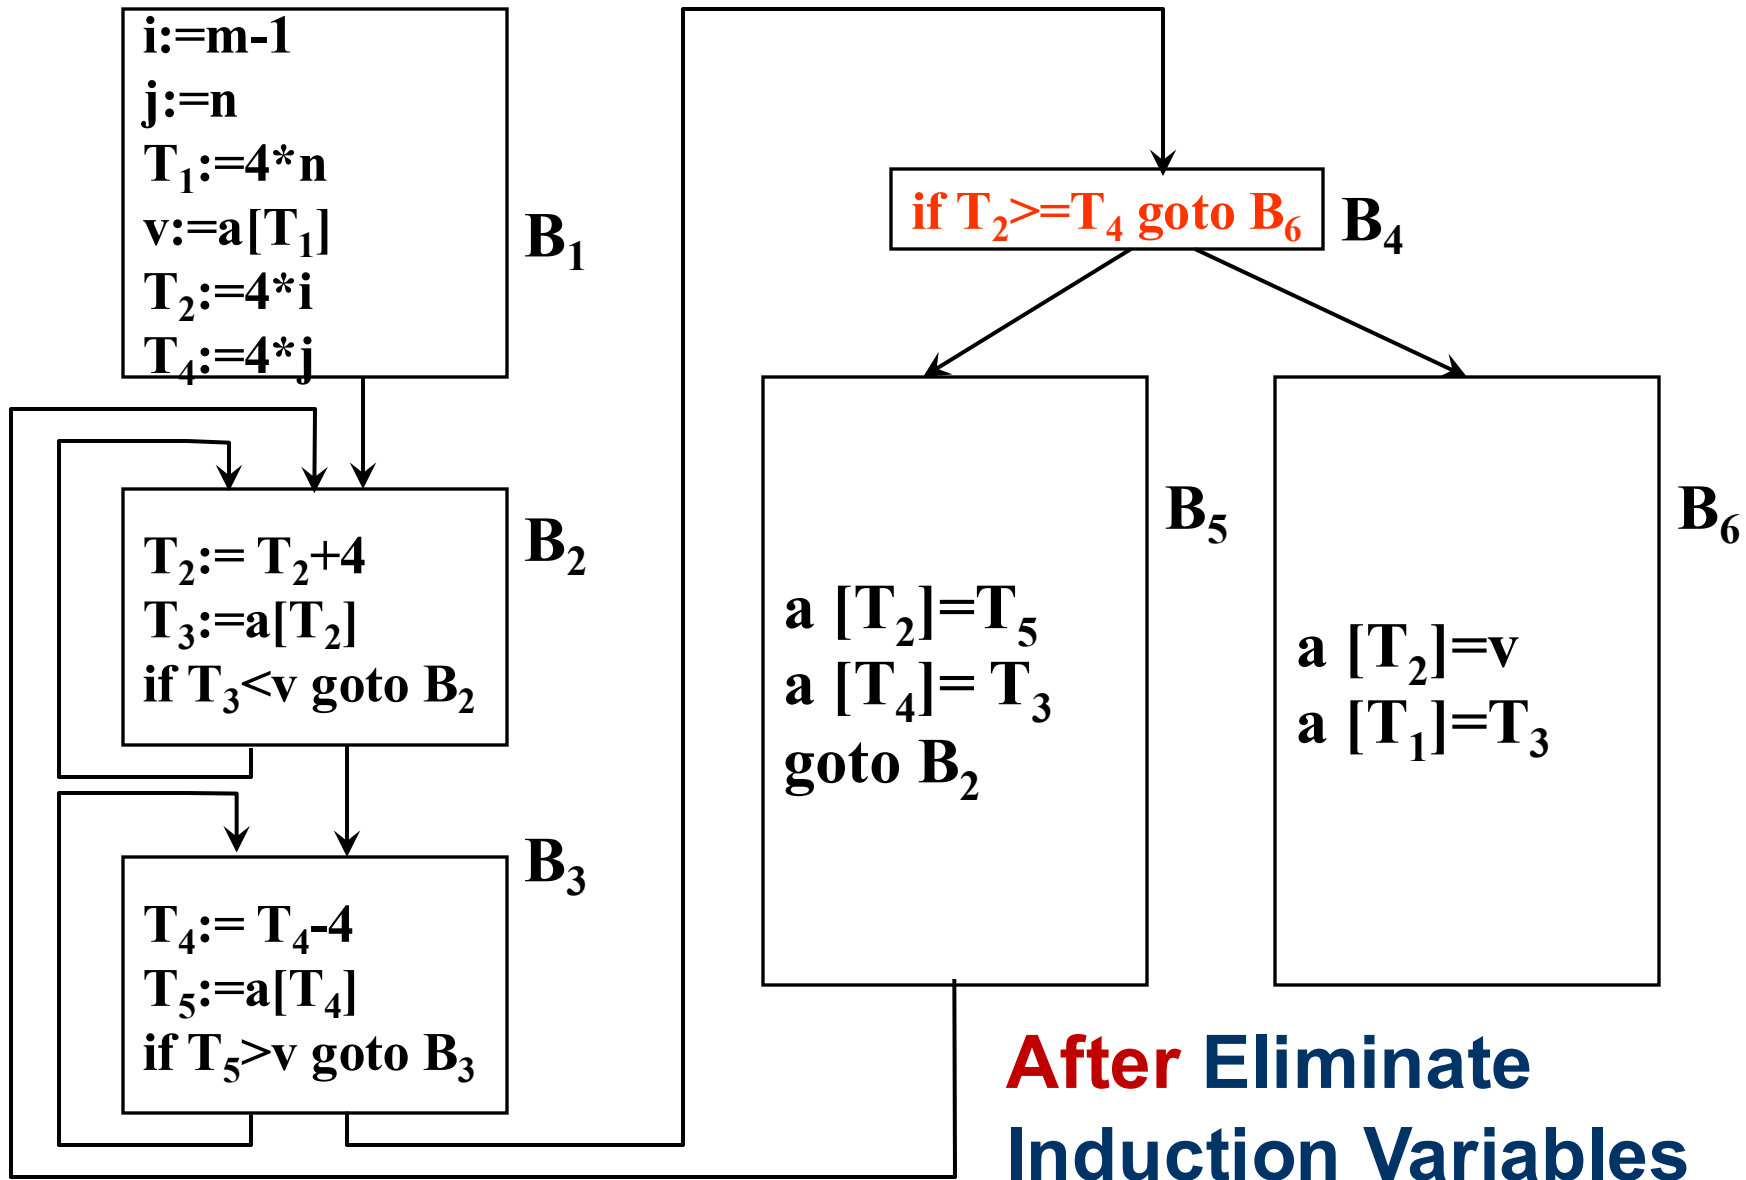 i:=m-1
j:=n
T₁:=4*n
v:=a[T₁]
T₂:=4*i
T₄:=4*j
B₁
T₂:= T₂+4
T₃:=a[T₂]
if T₃<v goto B₂
B₂
T₄:= T₄-4
T₅:=a[T₄]
if T₅>v goto B₃
B₃
if T₂>=T₄ goto B₆
B₄
a [T₂]=T₅
a [T₄]= T₃
goto B₂
B₅
a [T₂]=v
a [T₁]=T₃
B₆
After Eliminate
Induction Variables